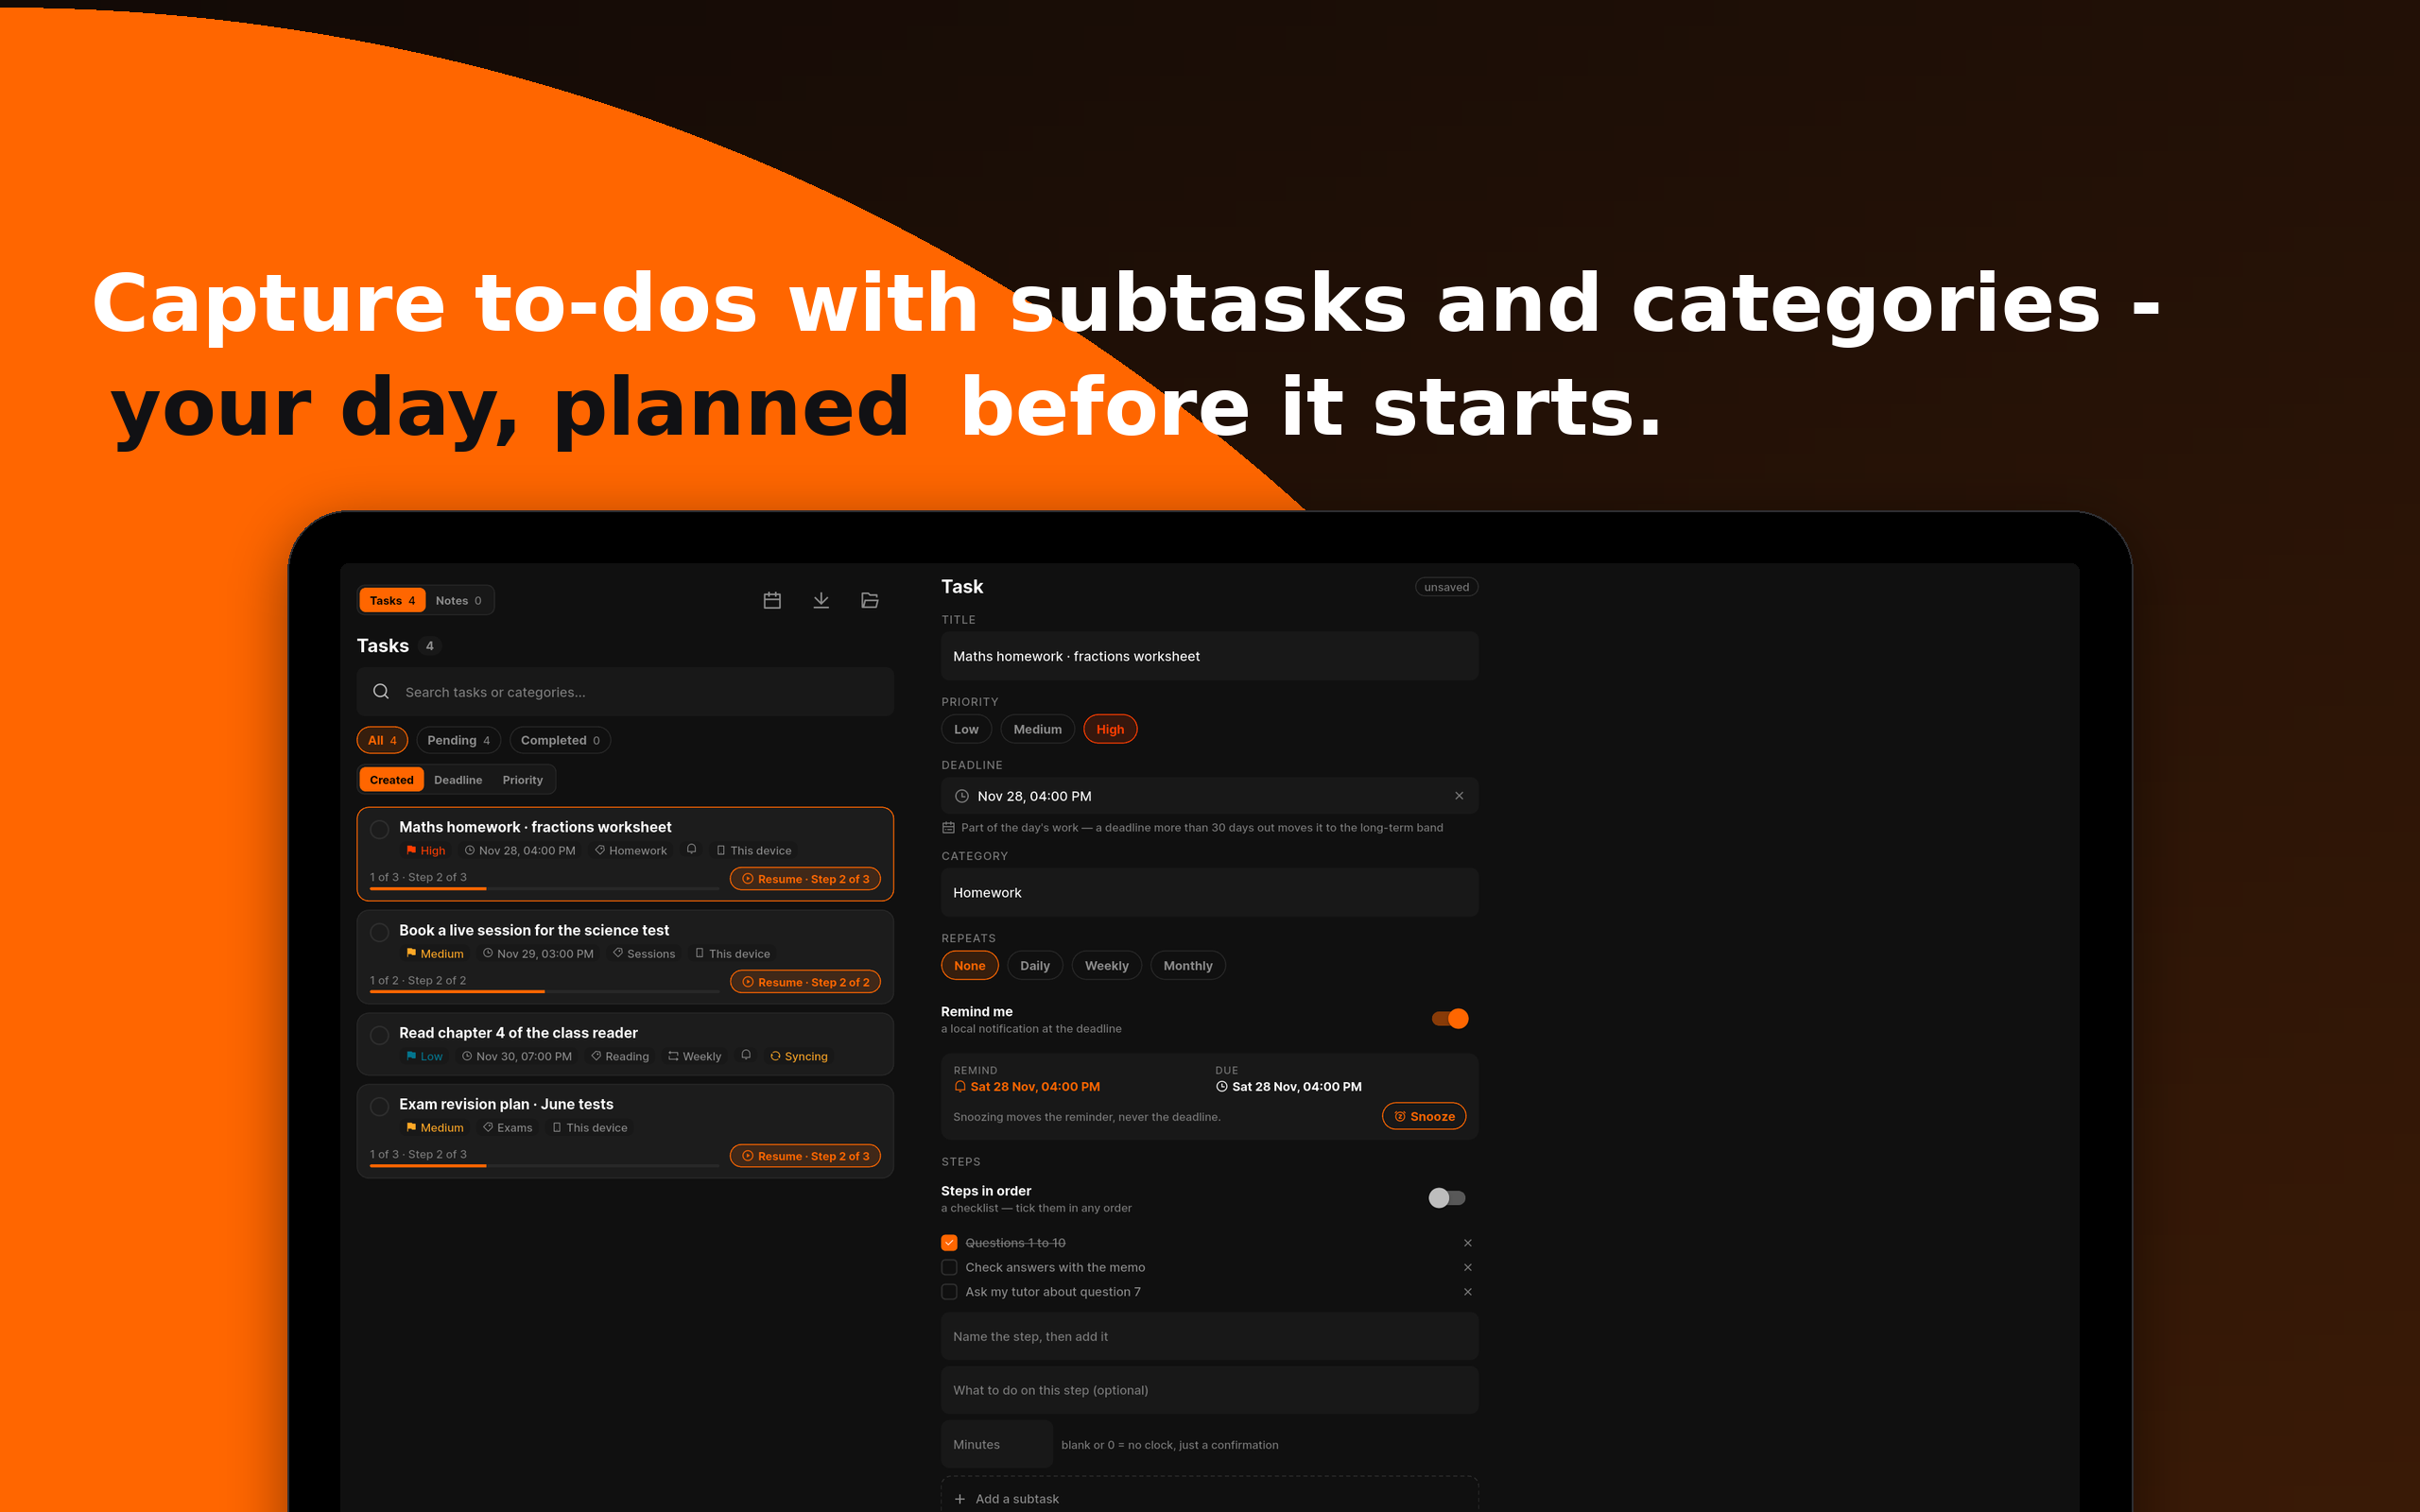 Capture to-dos with subtasks and categories -
your day, planned before it starts.
Tasks 4 Notes 0
Tasks 4
Search tasks or categories...
All 4 Pending 4 Completed 0
Created Deadline Priority
Maths homework · fractions worksheet
High Nov 28, 04:00 PM Homework This device
1 of 3 · Step 2 of 3 Resume · Step 2 of 3
Book a live session for the science test
Medium Nov 29, 03:00 PM Sessions This device
1 of 2 · Step 2 of 2 Resume · Step 2 of 2
Read chapter 4 of the class reader
Low Nov 30, 07:00 PM Reading Weekly Syncing
Exam revision plan · June tests
Medium Exams This device
1 of 3 · Step 2 of 3 Resume · Step 2 of 3
Task unsaved
TITLE
Maths homework · fractions worksheet
PRIORITY
Low Medium High
DEADLINE
Nov 28, 04:00 PM
Part of the day's work — a deadline more than 30 days out moves it to the long-term band
CATEGORY
Homework
REPEATS
None Daily Weekly Monthly
Remind me
a local notification at the deadline
REMIND DUE
Sat 28 Nov, 04:00 PM Sat 28 Nov, 04:00 PM
Snoozing moves the reminder, never the deadline. Snooze
STEPS
Steps in order
a checklist — tick them in any order
Questions 1 to 10
Check answers with the memo
Ask my tutor about question 7
Name the step, then add it
What to do on this step (optional)
Minutes blank or 0 = no clock, just a confirmation
+ Add a subtask